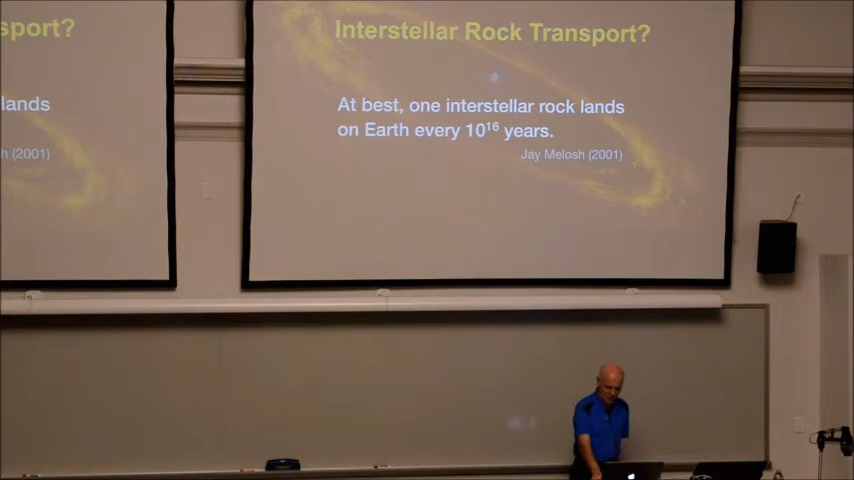 sport?
Interstellar Rock Transport?
lands
At best, one interstellar rock lands
on Earth every 10¹⁶ years.
h (2001)
Jay Melosh (2001)